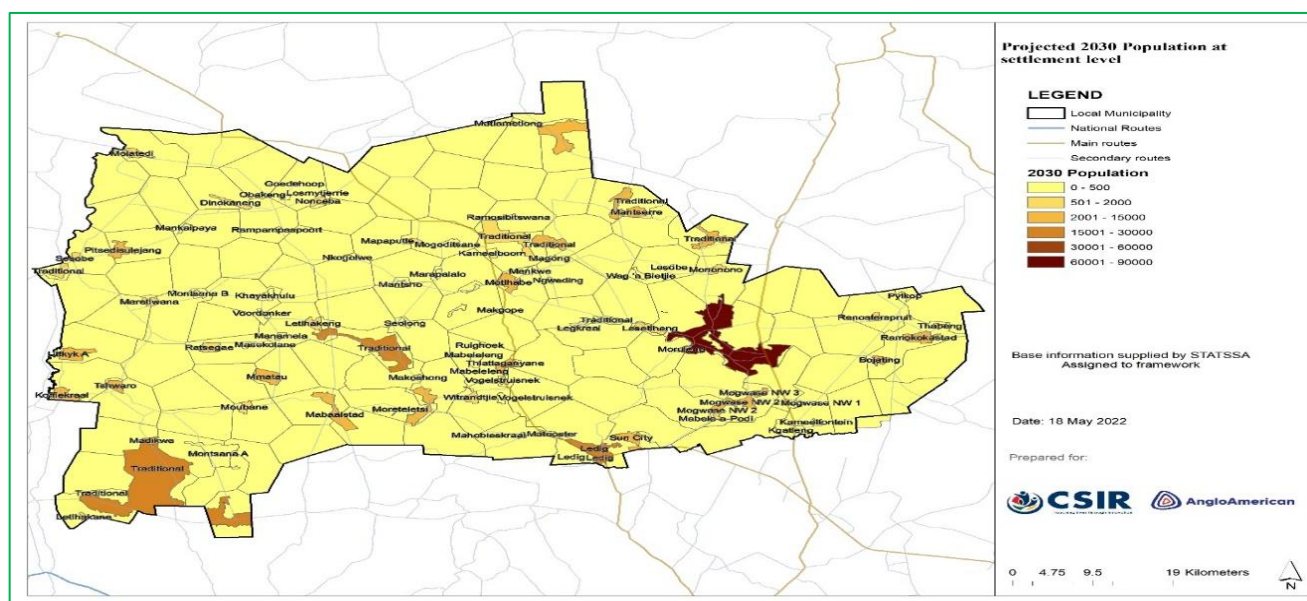 Projected 2030 Population at
settlement level
LEGEND
Local Municipality
National Routes
Main routes
Secondary routes
2030 Population
0 - 500
501 - 2000
2001 - 15000
15001 - 30000
30001 - 60000
60001 - 90000
Base information supplied by STATSSA
Assigned to framework
Date: 18 May 2022
Prepared for:
CSIR
AngloAmerican
0 4.75 9.5 19 Kilometers
N
Molatedi
Goedehoop
Obakeng
Losmytjerrie
Dinokaneng
Nonceba
Traditional
Mantserre
Mankaipaya
Rampampaspoort
Ramosibitswana
Mapaputle
Mogoditsane
Traditional
Traditional
Traditional
Pitsedisulejang
Sesobe
Kameelboom
Magong
Nkogolwe
Traditional
Marapalalo
Mankwe
Lesobe
Mononono
Mantsho
Motlhabe
Ngweding
Wag 'n Bietjie
Montsana B
Khayakhulu
Pylkop
Voordonker
Makgope
Traditional
Letlhakeng
Seolong
Legkraal
Lesetlheng
Thabeng
Manamela
Ramokokastad
Ratsegae
Masekolane
Ruighoek
Traditional
Mabeleleng
Uitkyk A
Mabeleleng
Bojating
Tshwaro
Mmatau
Makoshong
Vogelstruisnek
Koffiekraal
Witrandjie
Vogelstruisnek
Mogwase NW 3
Moubane
Mabaalstad
Moreteletsi
Mogwase NW 2
Mogwase NW 1
Mogwase NW 2
Mabele-a-Podi
Kameelfontein
Madikwe
Mahobieskraal
Matooster
Sun City
Montsana A
Ledig
Traditional
Ledig
Ledig
Traditional
Letlhakane